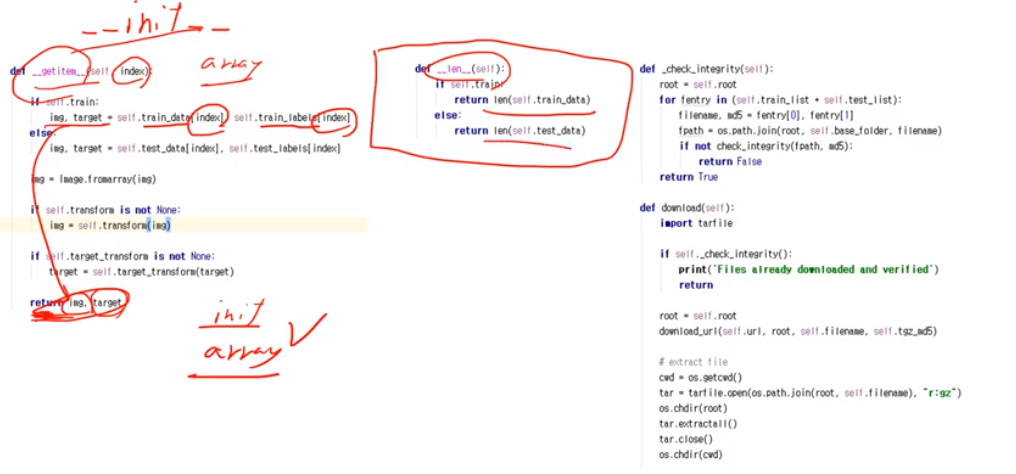 __init__
array
def __getitem__(self, index):
if self.train:
img, target = self.train_data[index], self.train_labels[index]
else:
img, target = self.test_data[index], self.test_labels[index]
img = Image.fromarray(img)
if self.transform is not None:
img = self.transform(img)
if self.target_transform is not None:
target = self.target_transform(target)
return img, target
init
array
def __len__(self):
if self.train:
return len(self.train_data)
else:
return len(self.test_data)
def _check_integrity(self):
root = self.root
for fentry in (self.train_list + self.test_list):
filename, md5 = fentry[0], fentry[1]
fpath = os.path.join(root, self.base_folder, filename)
if not check_integrity(fpath, md5):
return False
return True
def download(self):
import tarfile
if self._check_integrity():
print('Files already downloaded and verified')
return
root = self.root
download_url(self.url, root, self.filename, self.tgz_md5)
# extract file
cwd = os.getcwd()
tar = tarfile.open(os.path.join(root, self.filename), "r:gz")
os.chdir(root)
tar.extractall()
tar.close()
os.chdir(cwd)